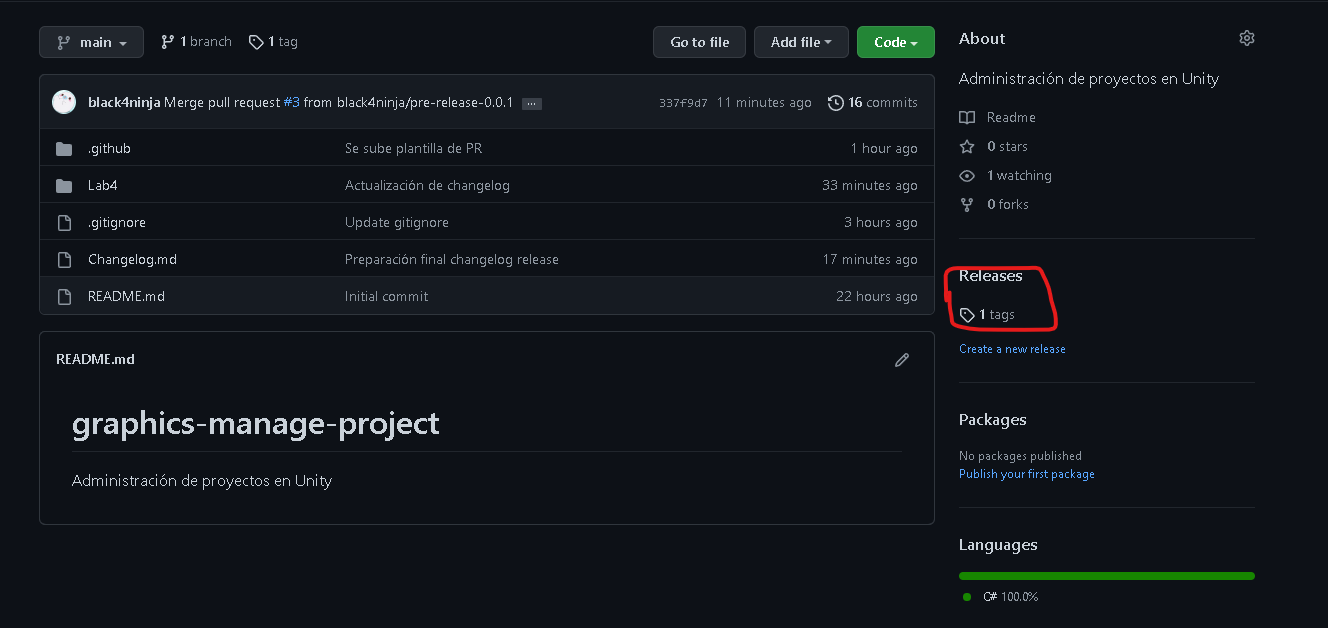 main
1 branch
1 tag
Go to file
Add file
Code
black4ninja Merge pull request #3 from black4ninja/pre-release-0.0.1 ...
337f9d7 11 minutes ago
16 commits
.github Se sube plantilla de PR 1 hour ago
Lab4 Actualización de changelog 33 minutes ago
.gitignore Update gitignore 3 hours ago
Changelog.md Preparación final changelog release 17 minutes ago
README.md Initial commit 22 hours ago
README.md
graphics-manage-project
Administración de proyectos en Unity
About
Administración de proyectos en Unity
Readme
0 stars
1 watching
0 forks
Releases
1 tags
Create a new release
Packages
No packages published
Publish your first package
Languages
C# 100.0%